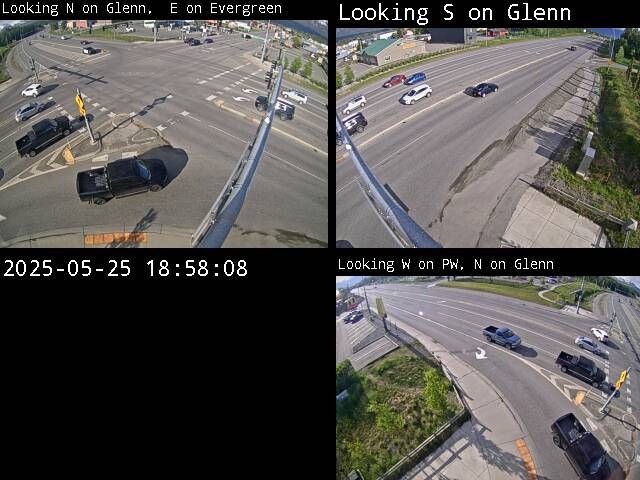 Looking N on Glenn,  E on Evergreen
Looking S on Glenn
2025-05-25 18:58:08
Looking W on PW, N on Glenn